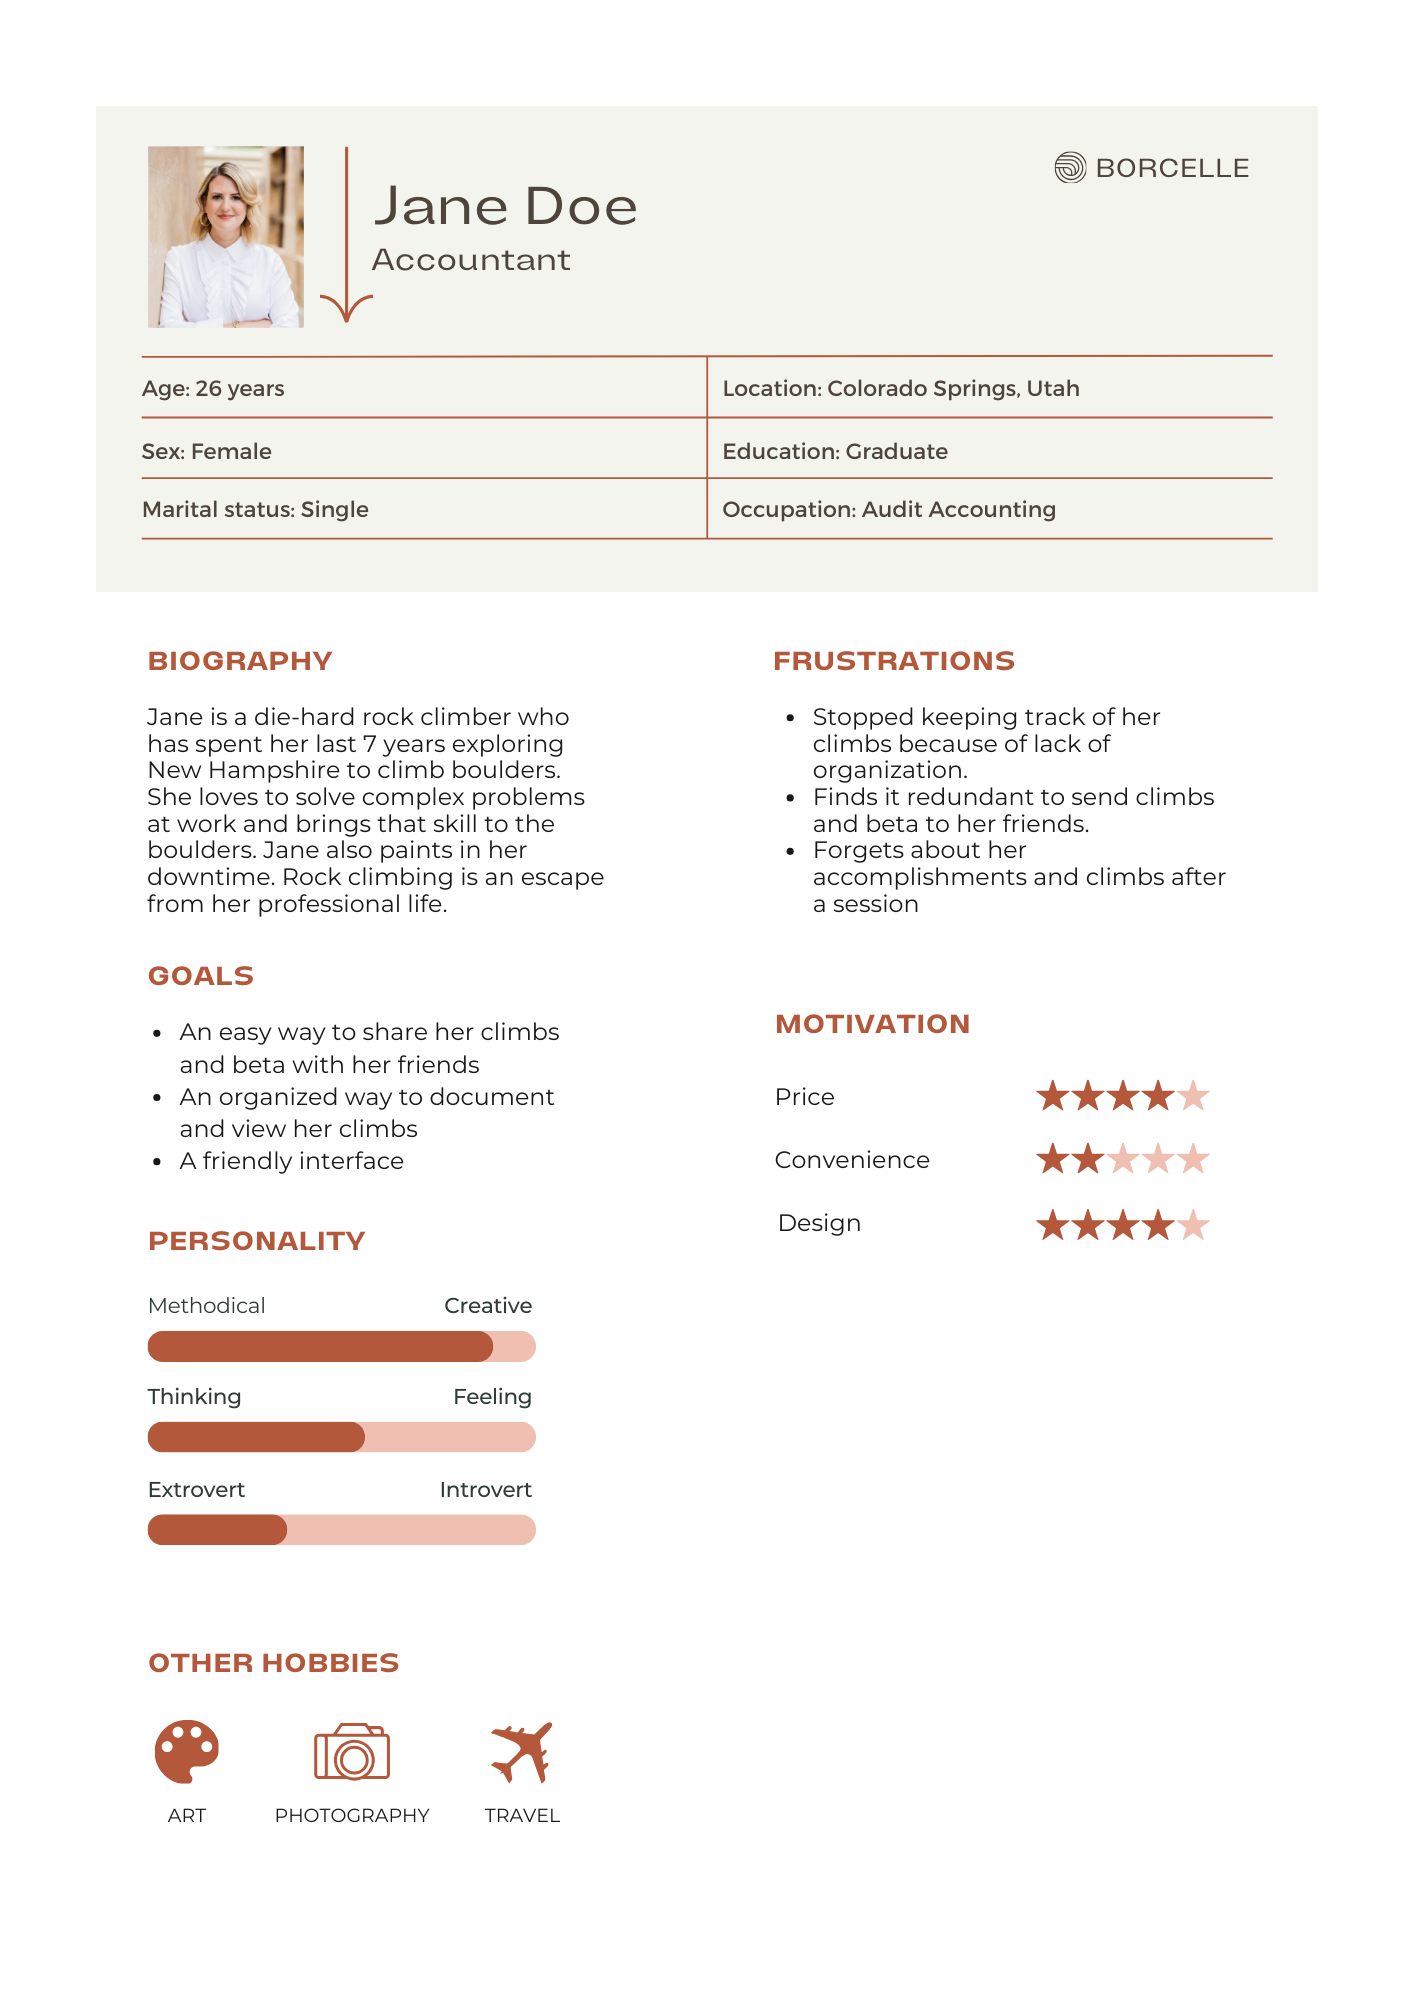 BORCELLE
Jane Doe
Accountant
Age: 26 years
Location: Colorado Springs, Utah
Sex: Female
Education: Graduate
Marital status: Single
Occupation: Audit Accounting
BIOGRAPHY
Jane is a die-hard rock climber who
has spent her last 7 years exploring
New Hampshire to climb boulders.
She loves to solve complex problems
at work and brings that skill to the
boulders. Jane also paints in her
downtime. Rock climbing is an escape
from her professional life.
FRUSTRATIONS
• Stopped keeping track of her
climbs because of lack of
organization.
• Finds it redundant to send climbs
and beta to her friends.
• Forgets about her
accomplishments and climbs after
a session
GOALS
• An easy way to share her climbs
and beta with her friends
• An organized way to document
and view her climbs
• A friendly interface
MOTIVATION
Price
Convenience
Design
PERSONALITY
Methodical Creative
Thinking Feeling
Extrovert Introvert
OTHER HOBBIES
ART PHOTOGRAPHY TRAVEL